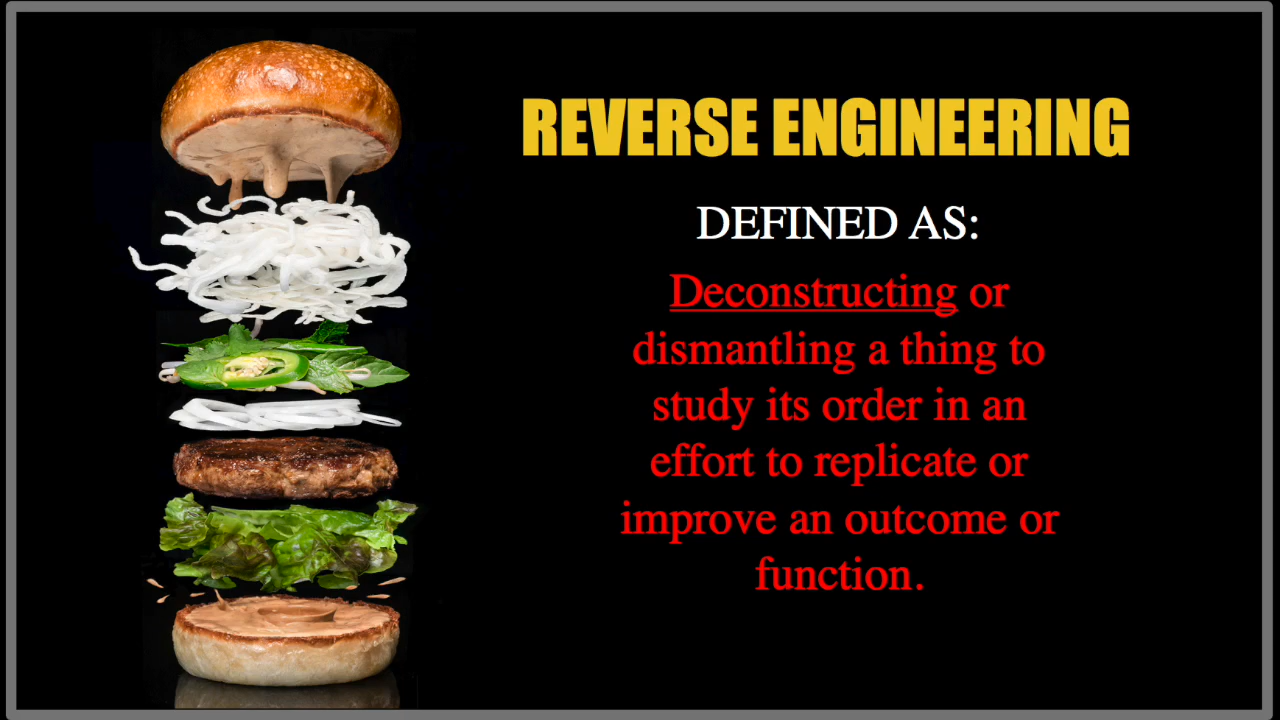 REVERSE ENGINEERING
DEFINED AS:
Deconstructing or
dismantling a thing to
study its order in an
effort to replicate or
improve an outcome or
function.